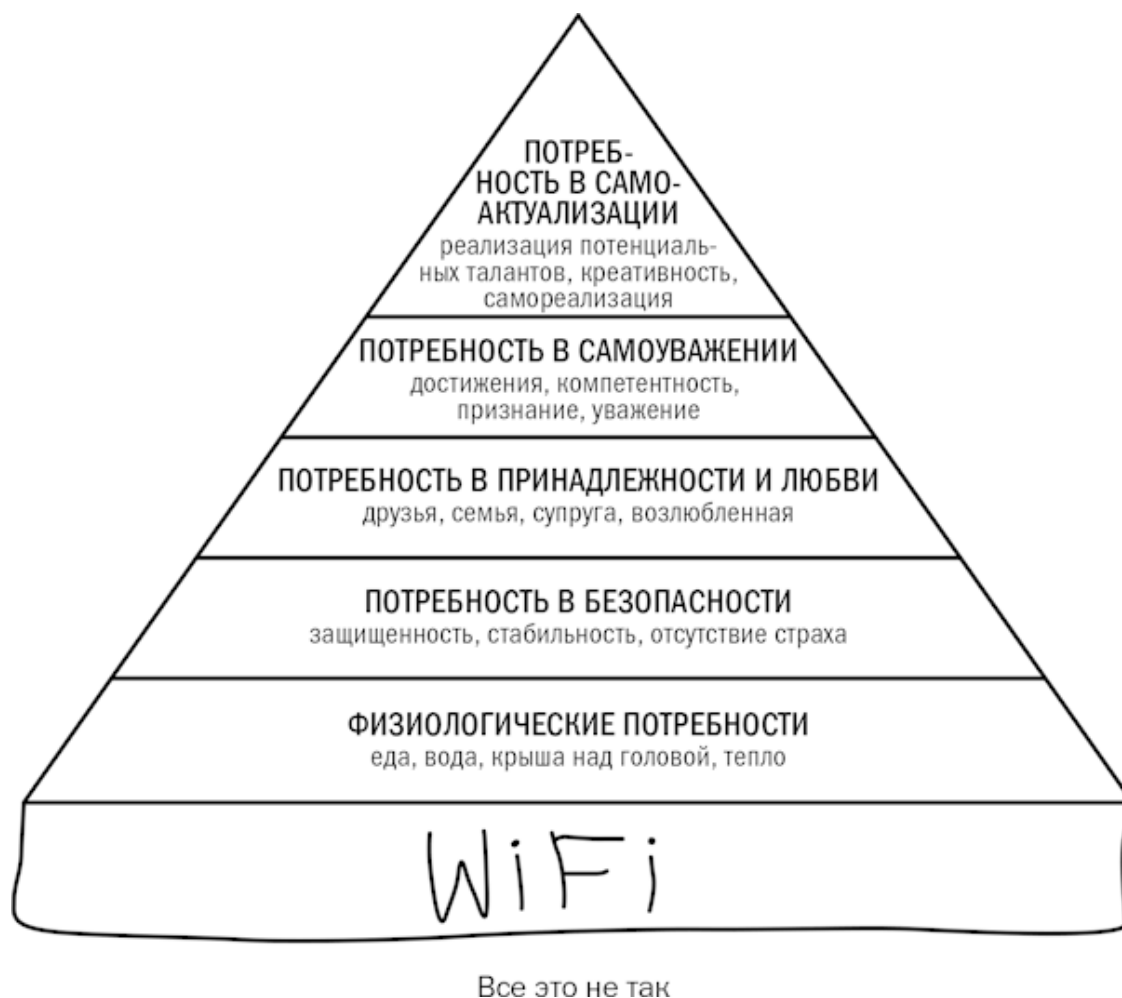 ПОТРЕБ-
НОСТЬ В САМО-
АКТУАЛИЗАЦИИ
реализация потенциаль-
ных талантов, креативность,
самореализация
ПОТРЕБНОСТЬ В САМОУВАЖЕНИИ
достижения, компетентность,
признание, уважение
ПОТРЕБНОСТЬ В ПРИНАДЛЕЖНОСТИ И ЛЮБВИ
друзья, семья, супруга, возлюбленная
ПОТРЕБНОСТЬ В БЕЗОПАСНОСТИ
защищенность, стабильность, отсутствие страха
ФИЗИОЛОГИЧЕСКИЕ ПОТРЕБНОСТИ
еда, вода, крыша над головой, тепло
WiFi
Все это не так